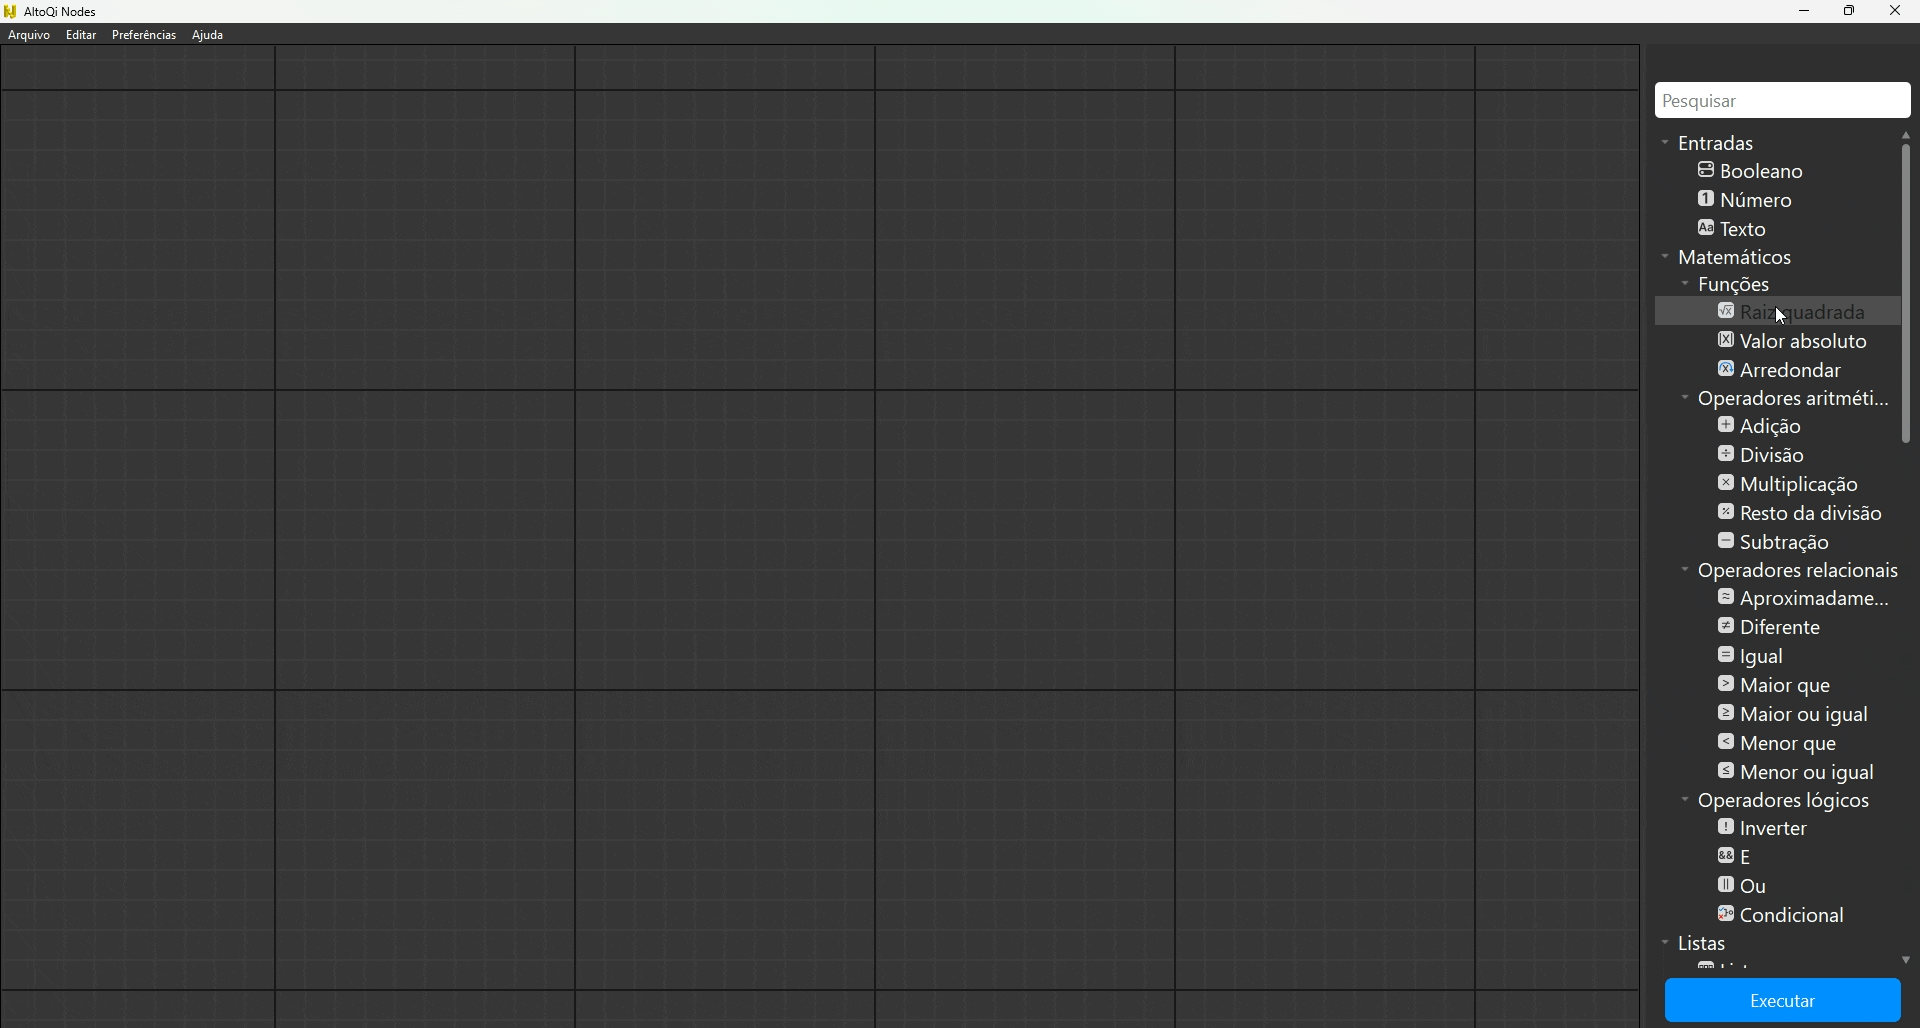 AltoQi Nodes
Arquivo Editar Preferências Ajuda
Pesquisar
Entradas
Booleano
1 Número
Aa Texto
Matemáticos
Funções
√x Raiz quadrada
|X| Valor absoluto
Arredondar
Operadores aritméti...
+ Adição
÷ Divisão
× Multiplicação
% Resto da divisão
− Subtração
Operadores relacionais
≈ Aproximadame...
≠ Diferente
= Igual
> Maior que
≥ Maior ou igual
< Menor que
≤ Menor ou igual
Operadores lógicos
! Inverter
&& E
|| Ou
Condicional
Listas
Executar